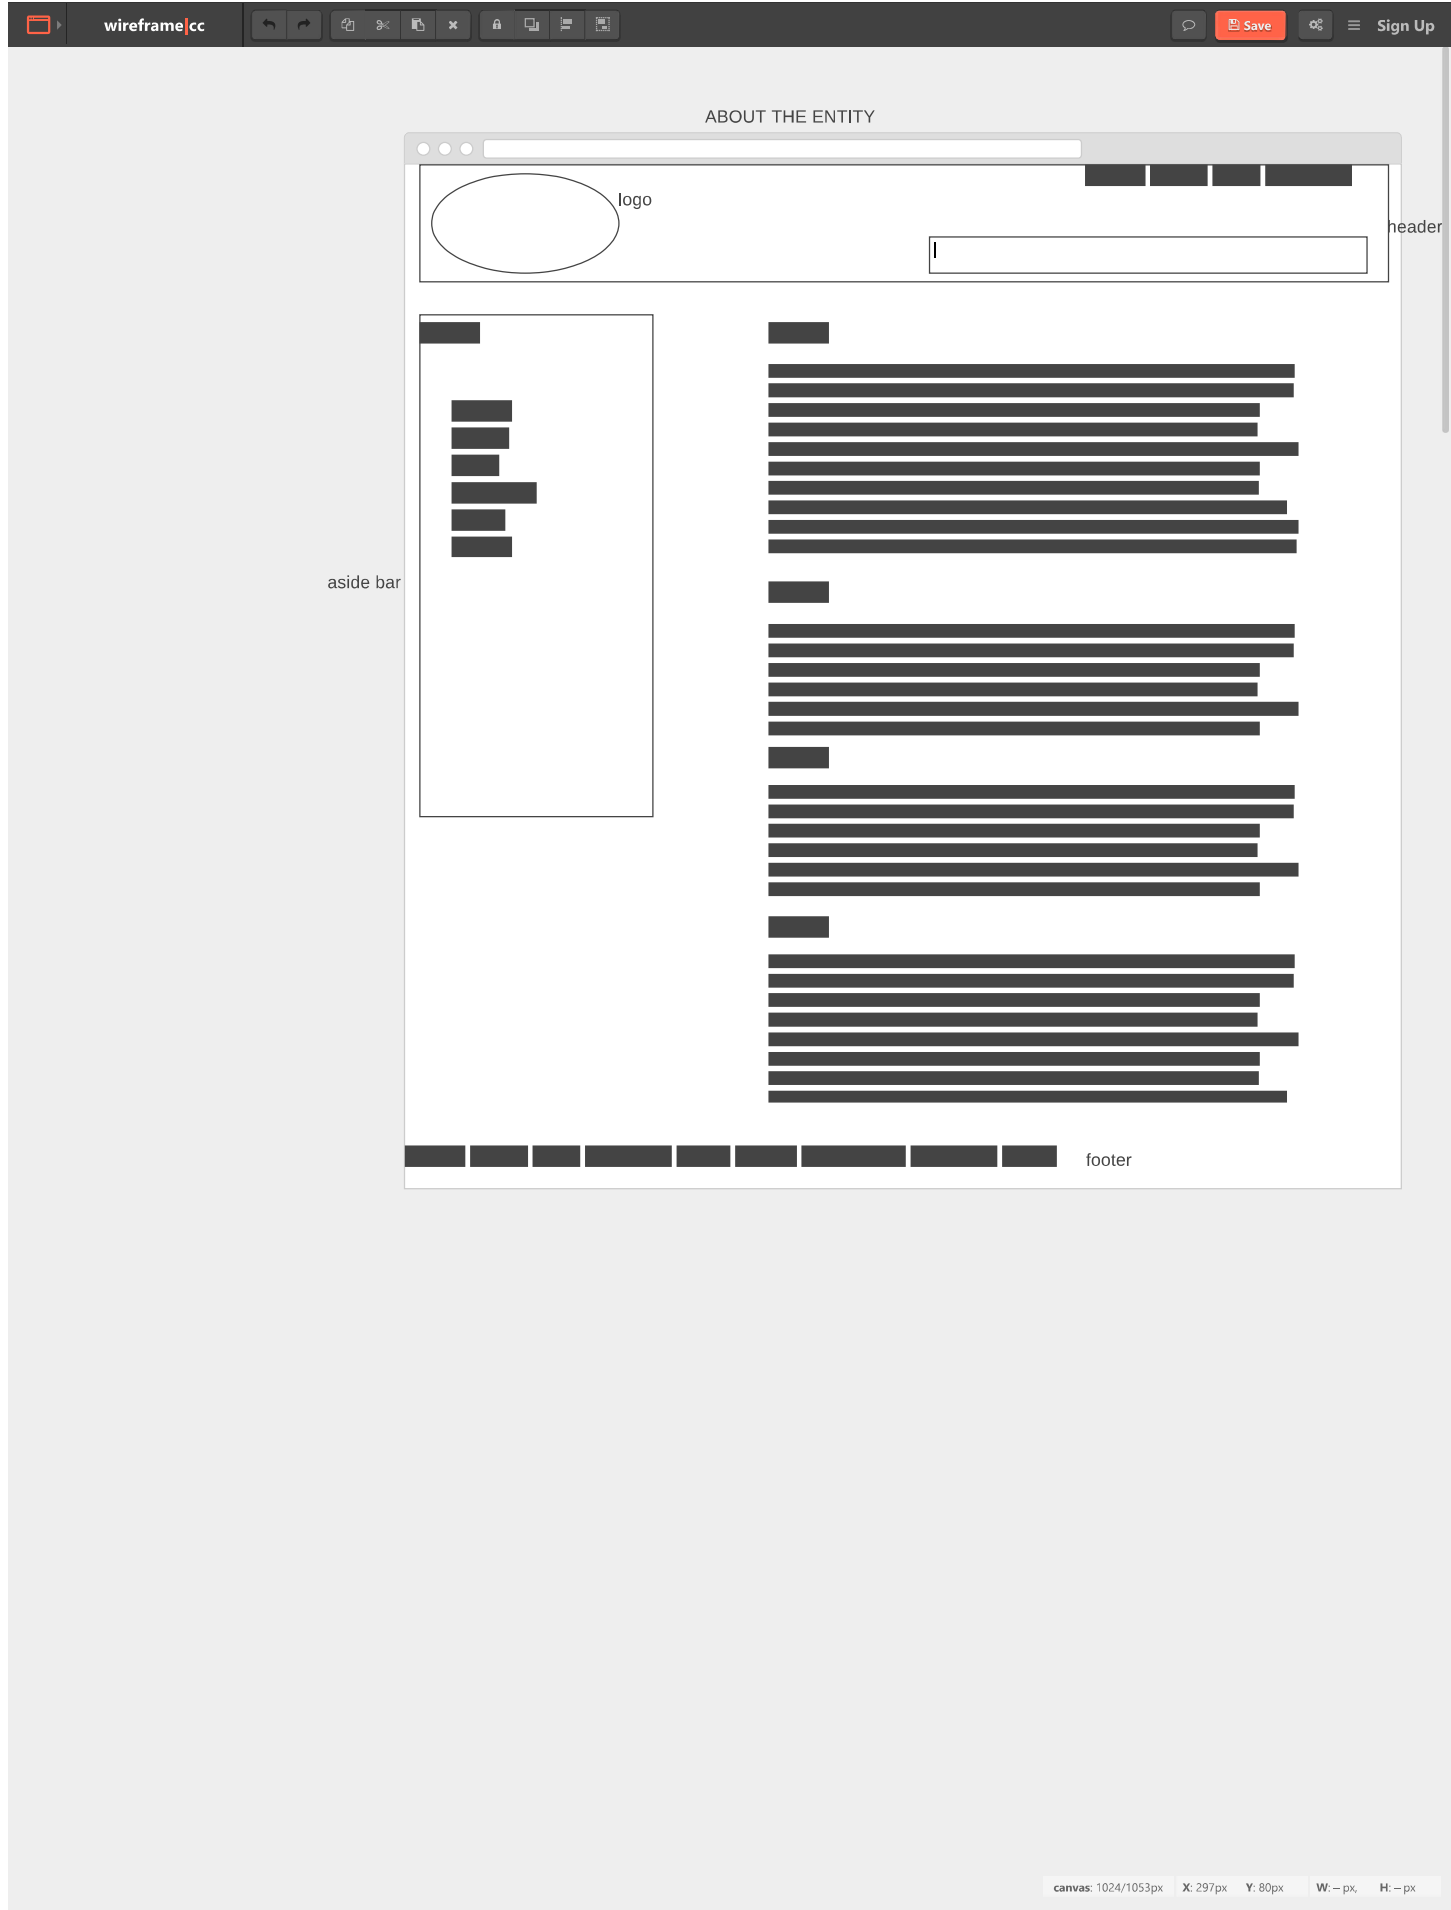 wireframe|cc
Save
Sign Up
ABOUT THE ENTITY
logo
header
aside bar
footer
canvas: 1024/1053px X: 297px Y: 80px W: – px, H: – px